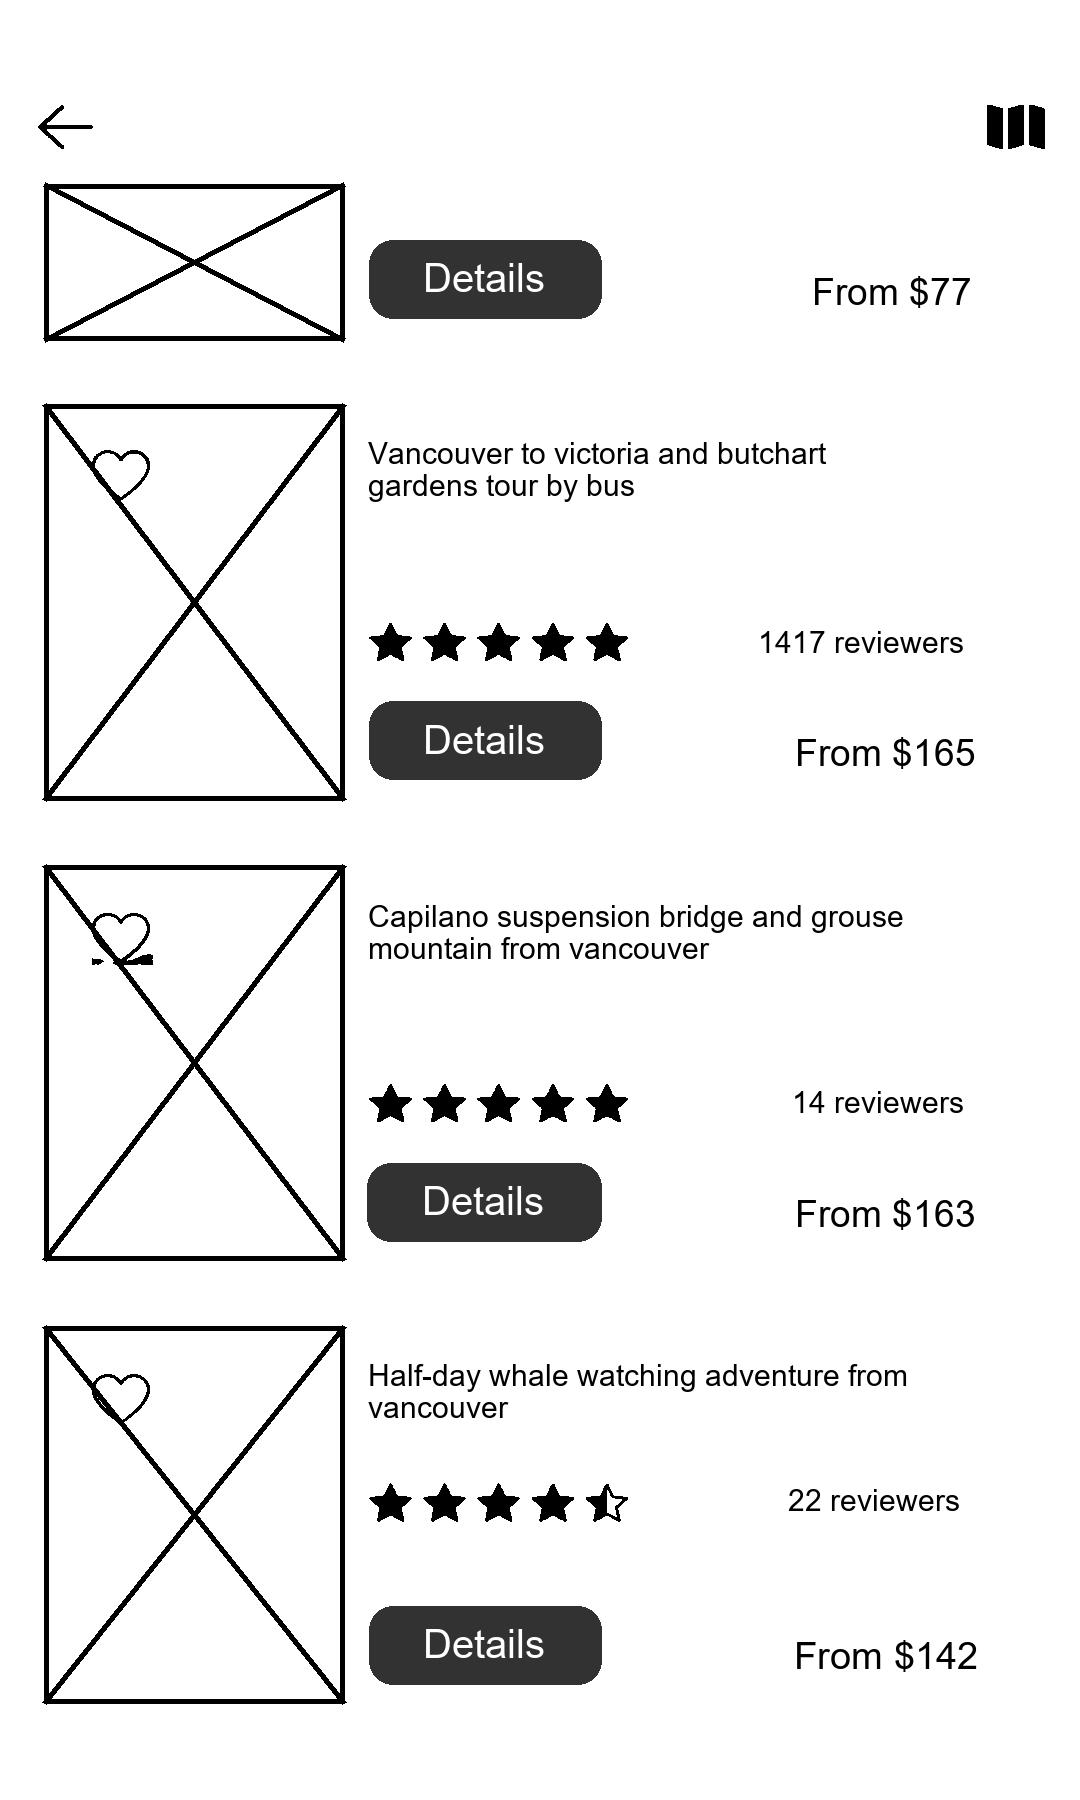 Details
From $77
Vancouver to victoria and butchart
gardens tour by bus
1417 reviewers
Details
From $165
Capilano suspension bridge and grouse
mountain from vancouver
14 reviewers
Details
From $163
Half-day whale watching adventure from
vancouver
22 reviewers
Details
From $142